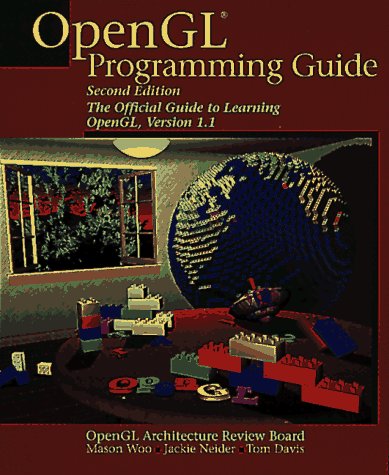 OpenGL®
Programming Guide
Second Edition
The Official Guide to Learning
OpenGL, Version 1.1
OPENGL
OpenGL Architecture Review Board
Mason Woo • Jackie Neider • Tom Davis